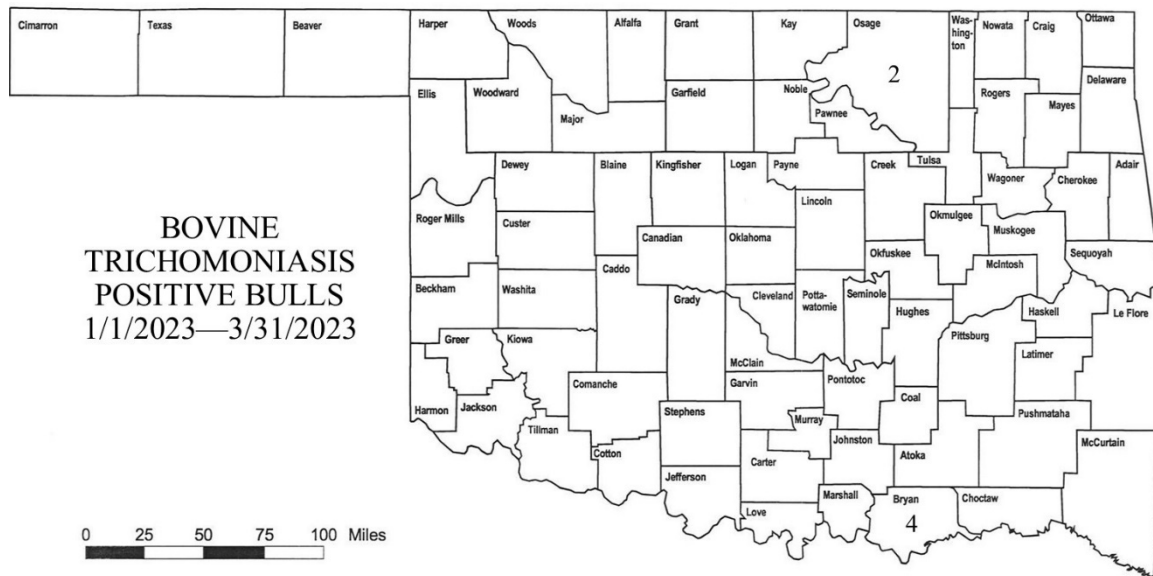 Cimarron
Texas
Beaver
Harper
Woods
Alfalfa
Grant
Kay
Osage
Wash-
ington
Nowata
Craig
Ottawa
2
Ellis
Woodward
Major
Garfield
Noble
Pawnee
Rogers
Mayes
Delaware
Dewey
Blaine
Kingfisher
Logan
Payne
Creek
Tulsa
Wagoner
Cherokee
Adair
Lincoln
Roger Mills
Custer
Canadian
Oklahoma
Okfuskee
Okmulgee
Muskogee
Sequoyah
McIntosh
BOVINE
TRICHOMONIASIS
POSITIVE BULLS
1/1/2023—3/31/2023
Beckham
Washita
Caddo
Grady
Cleveland
Potta-
watomie
Seminole
Hughes
Pittsburg
Haskell
Le Flore
Greer
Kiowa
McClain
Latimer
Harmon
Jackson
Comanche
Garvin
Pontotoc
Coal
Pushmataha
Tillman
Stephens
Murray
Johnston
Atoka
McCurtain
Cotton
Jefferson
Carter
Love
Marshall
Bryan
4
Choctaw
0 25 50 75 100 Miles